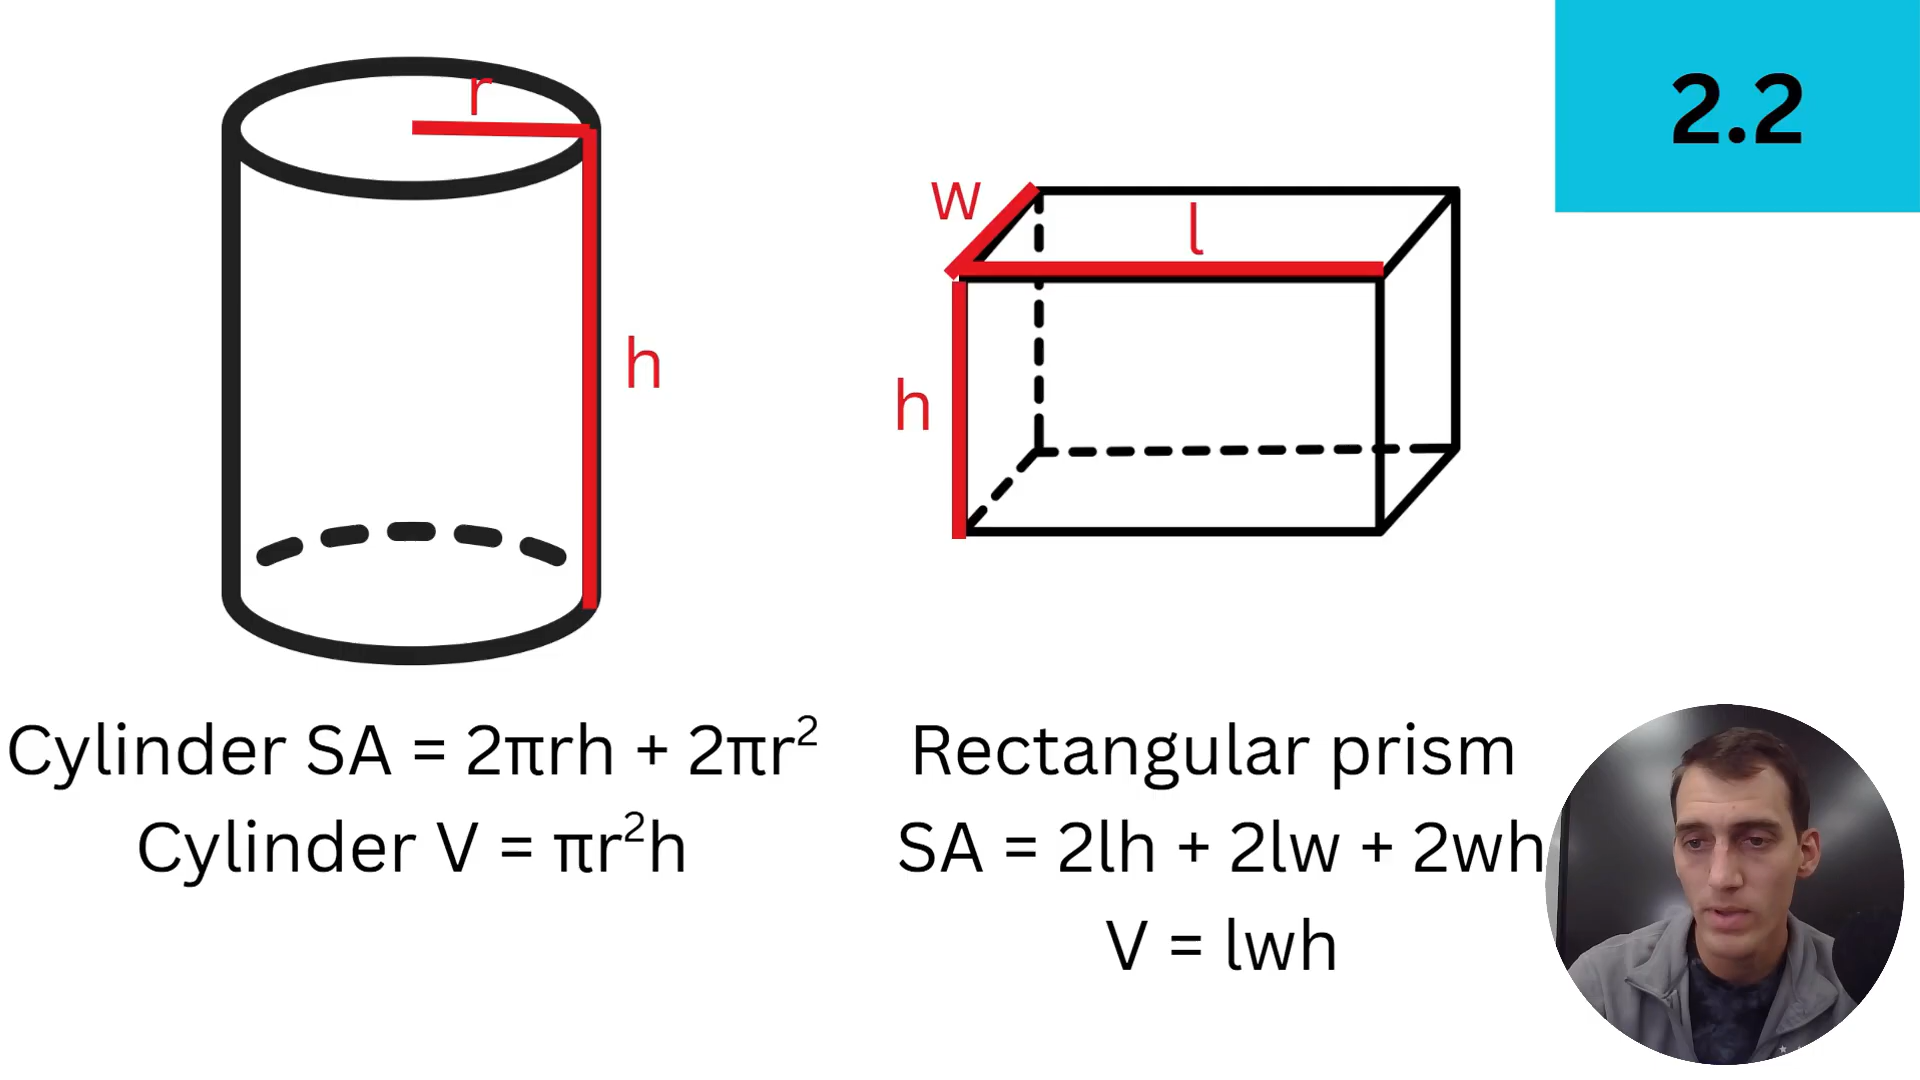 2.2
r
h
w
l
h
Cylinder SA = 2πrh + 2πr²
Cylinder V = πr²h
Rectangular prism
SA = 2lh + 2lw + 2wh
V = lwh